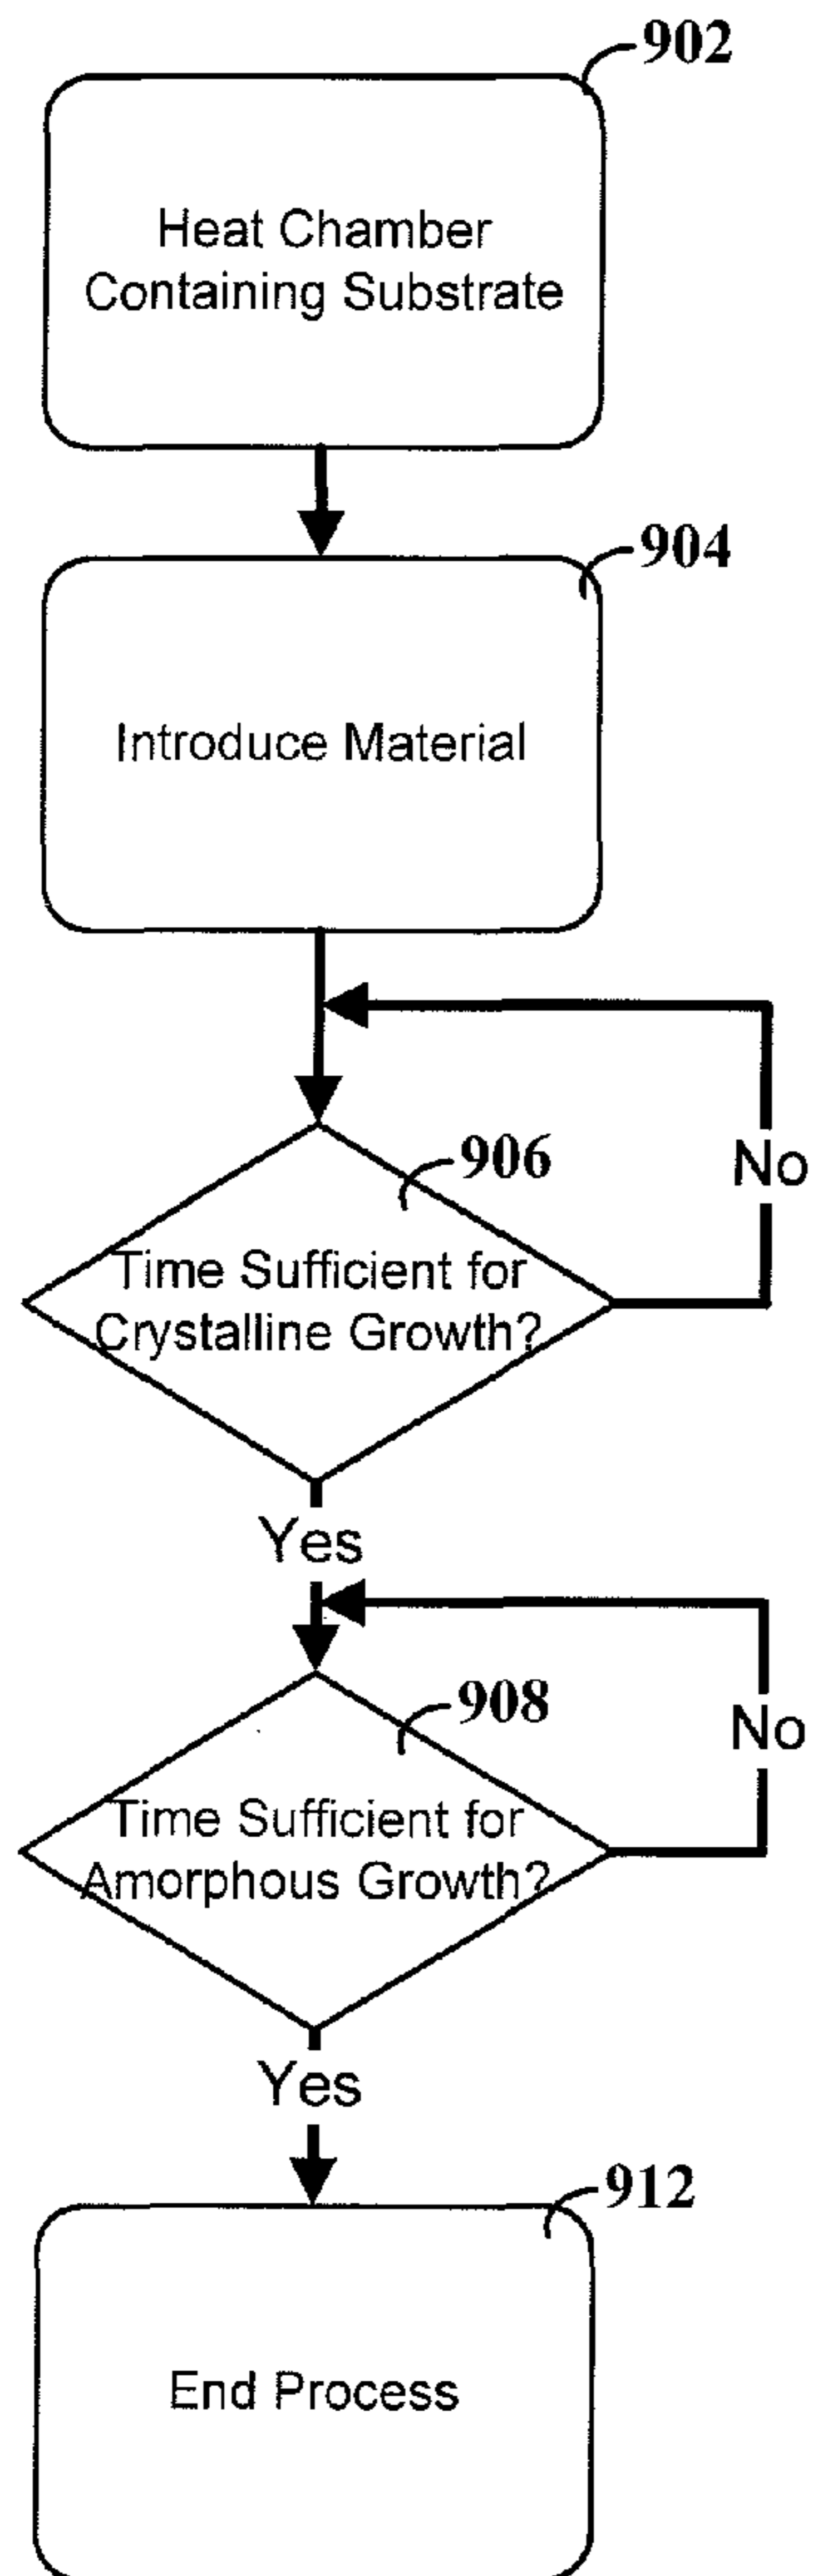 902
Heat Chamber
Containing Substrate
904
Introduce Material
906
No
Time Sufficient for
Crystalline Growth?
Yes
908
No
Time Sufficient for
Amorphous Growth?
Yes
912
End Process